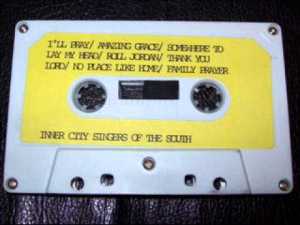 I'LL PRAY/ AMAZING GRACE/ SOMEWHERE TO
LAY MY HEAD/ ROLL JORDAN/ THANK YOU
LORD/ NO PLACE LIKE HOME/ FAMILY PRAYER
INNER CITY SINGERS OF THE SOUTH